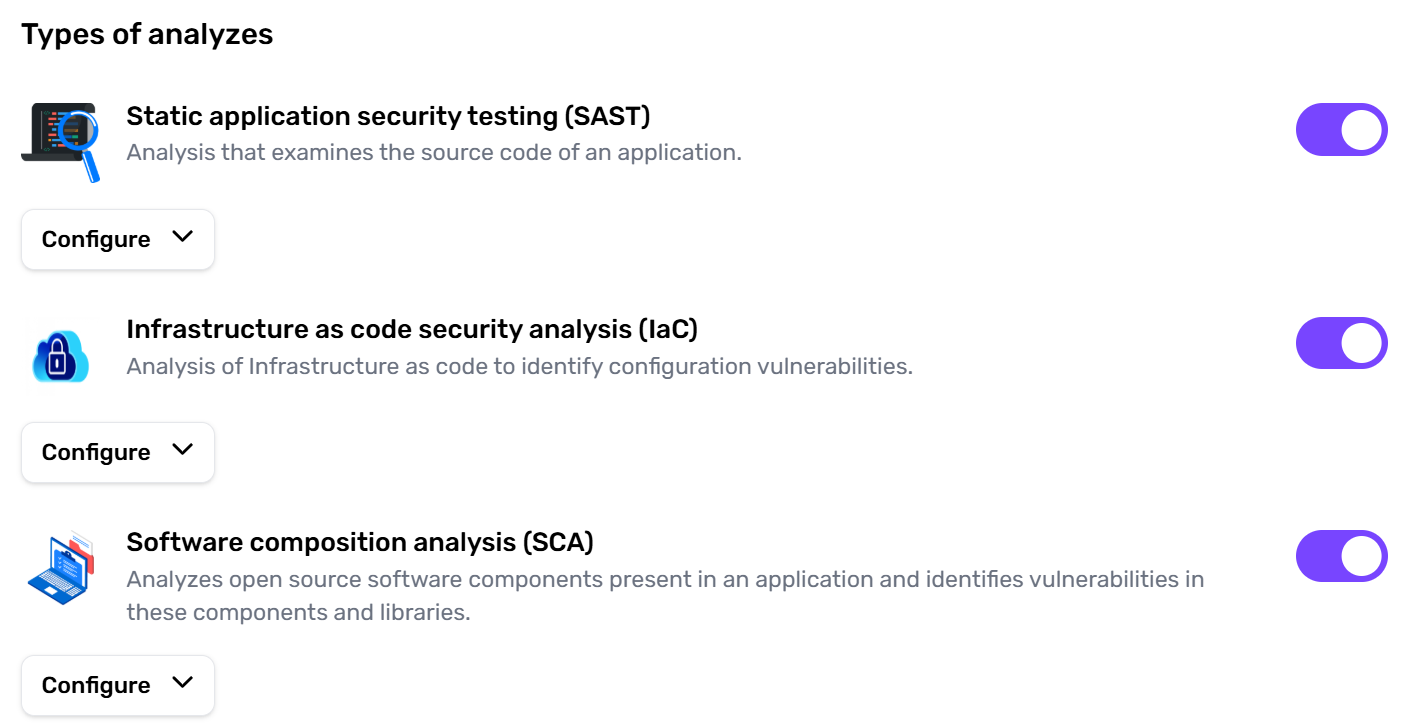 Types of analyzes
Static application security testing (SAST)
Analysis that examines the source code of an application.
Configure
Infrastructure as code security analysis (IaC)
Analysis of Infrastructure as code to identify configuration vulnerabilities.
Configure
Software composition analysis (SCA)
Analyzes open source software components present in an application and identifies vulnerabilities in
these components and libraries.
Configure